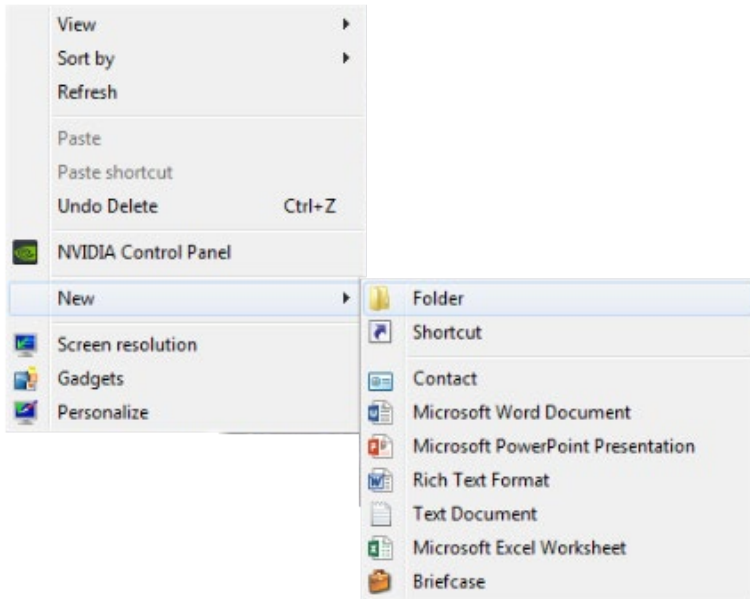 View
Sort by
Refresh
Paste
Paste shortcut
Undo Delete Ctrl+Z
NVIDIA Control Panel
New
Screen resolution
Gadgets
Personalize
Folder
Shortcut
Contact
Microsoft Word Document
Microsoft PowerPoint Presentation
Rich Text Format
Text Document
Microsoft Excel Worksheet
Briefcase